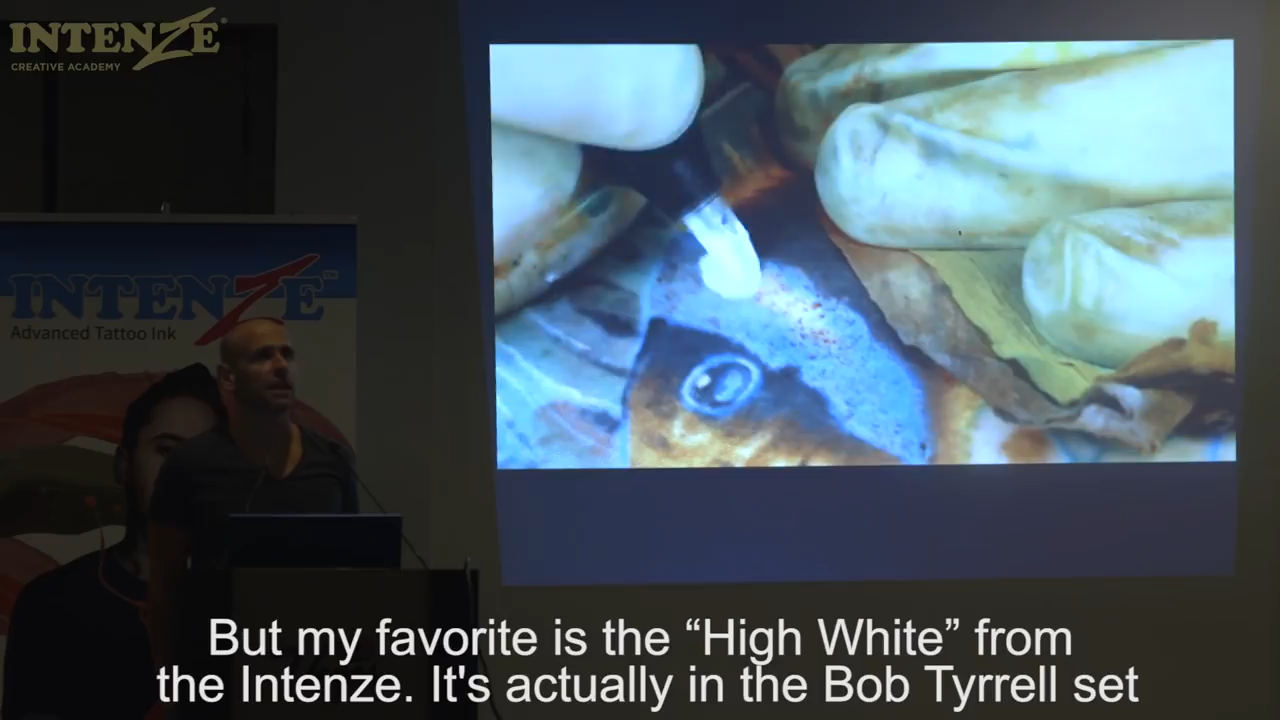 INTENZE®
CREATIVE ACADEMY
INTENZE™
Advanced Tattoo Ink
But my favorite is the “High White” from
the Intenze. It's actually in the Bob Tyrrell set